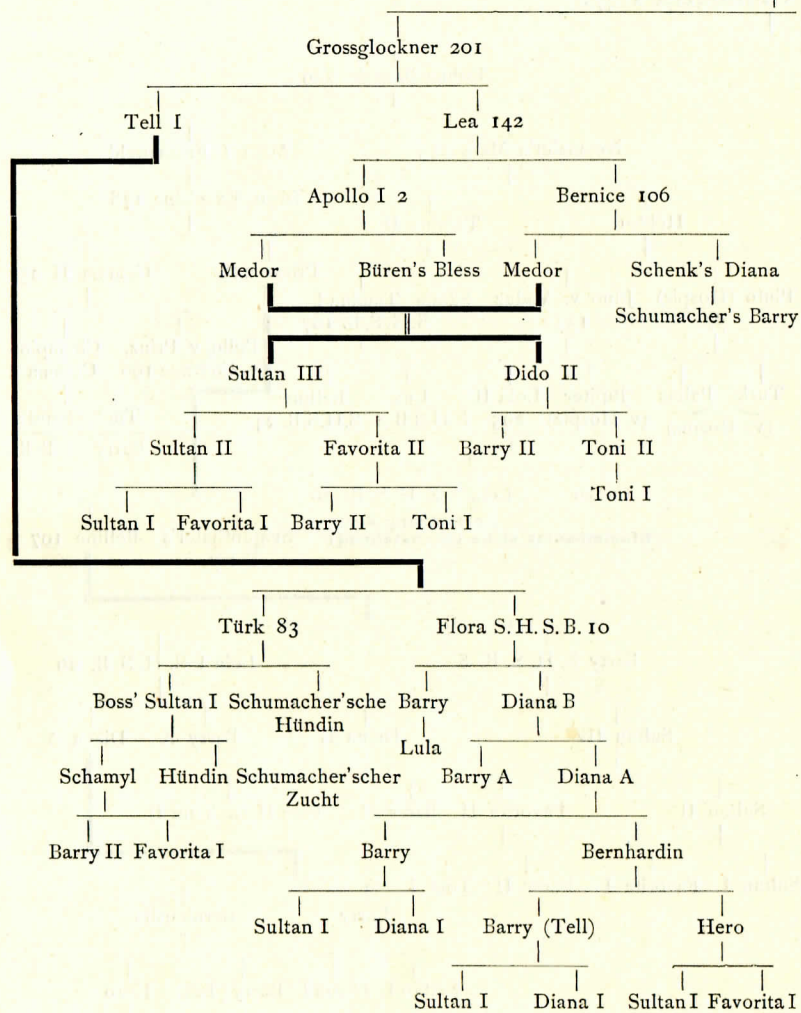 Grossglockner 201
Tell I Lea 142
Apollo I 2 Bernice 106
Medor Büren's Bless Medor Schenk's Diana
Schumacher's Barry
Sultan III Dido II
Sultan II Favorita II Barry II Toni II
Toni I
Sultan I Favorita I Barry II Toni I
Türk 83 Flora S. H. S. B. 10
Boss' Sultan I Schumacher'sche Barry Diana B
Hündin
Lula
Schamyl Hündin Schumacher'scher Barry A Diana A
Zucht
Barry II Favorita I Barry Bernhardin
Sultan I Diana I Barry (Tell) Hero
Sultan I Diana I Sultan I Favorita I